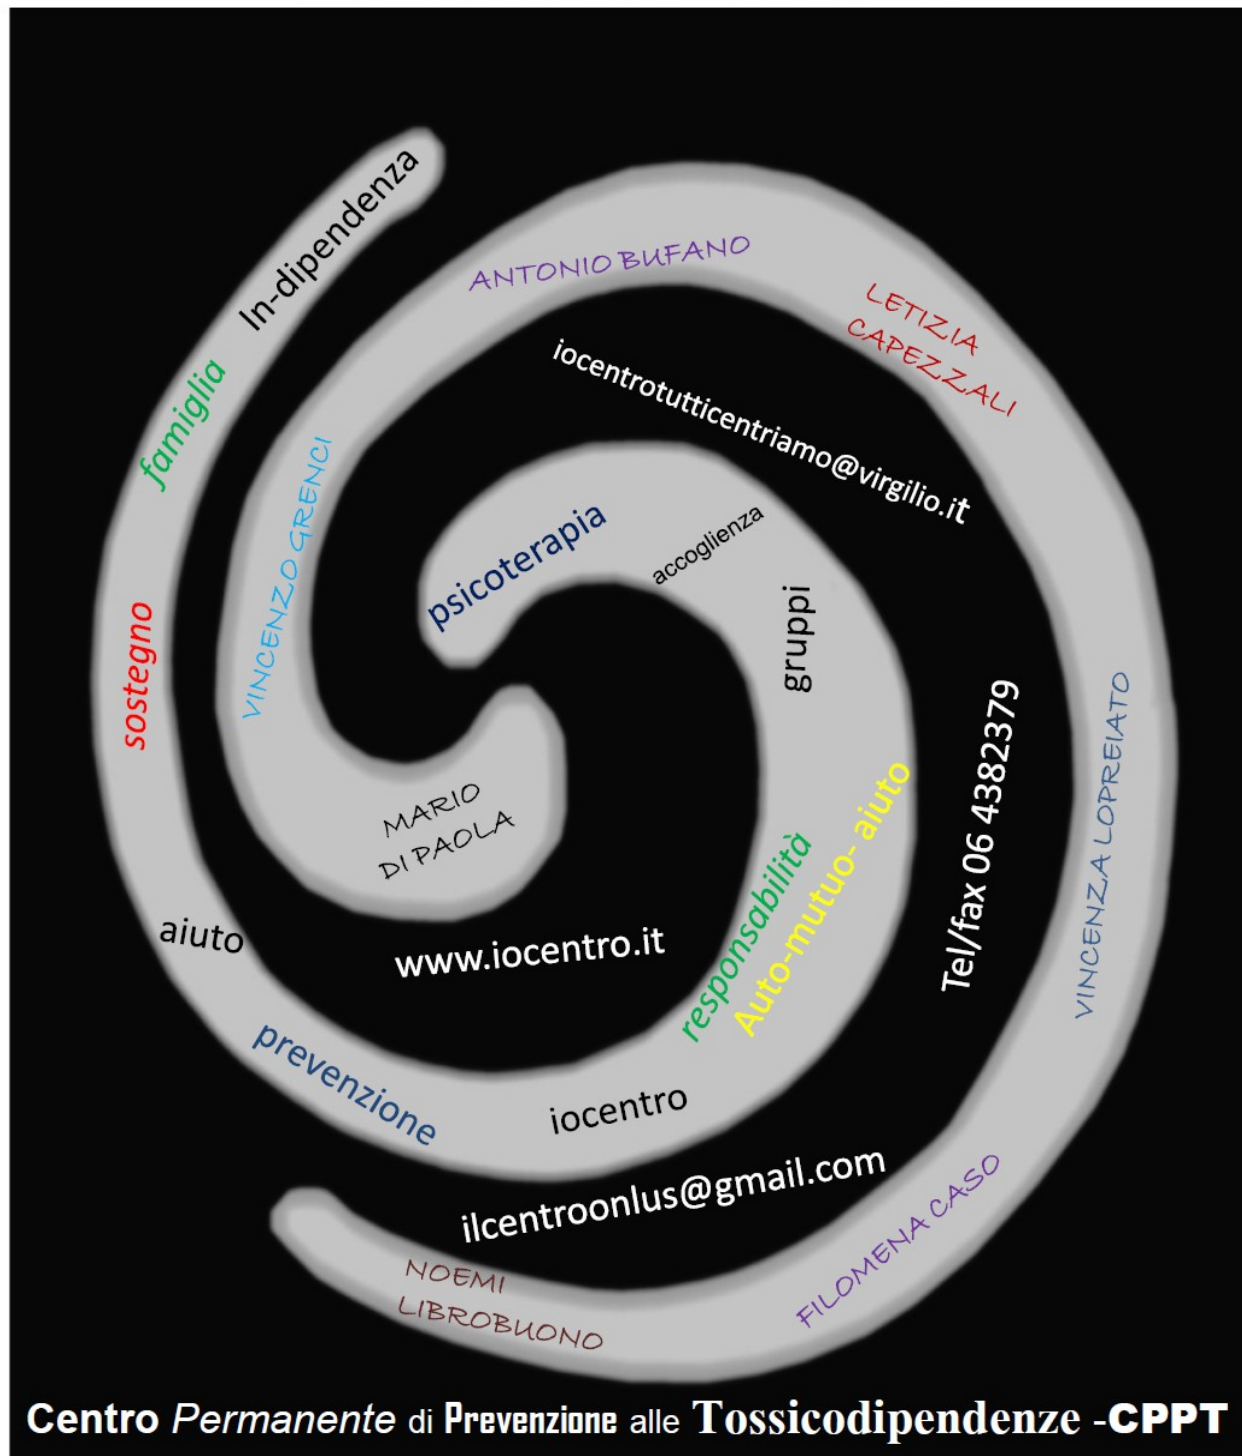 In-dipendenza
famiglia
sostegno
aiuto
prevenzione
iocentro
responsabilità
Auto-mutuo- aiuto
gruppi
accoglienza
psicoterapia
MARIO
DI PAOLA
VINCENZO GRENCI
ANTONIO BUFANO
LETIZIA
CAPEZZALI
VINCENZA LOPREIATO
FILOMENA CASO
NOEMI
LIBROBUONO
iocentrotutticentriamo@virgilio.it
Tel/fax 06 4382379
www.iocentro.it
ilcentroonlus@gmail.com
Centro Permanente di Prevenzione alle Tossicodipendenze -CPPT